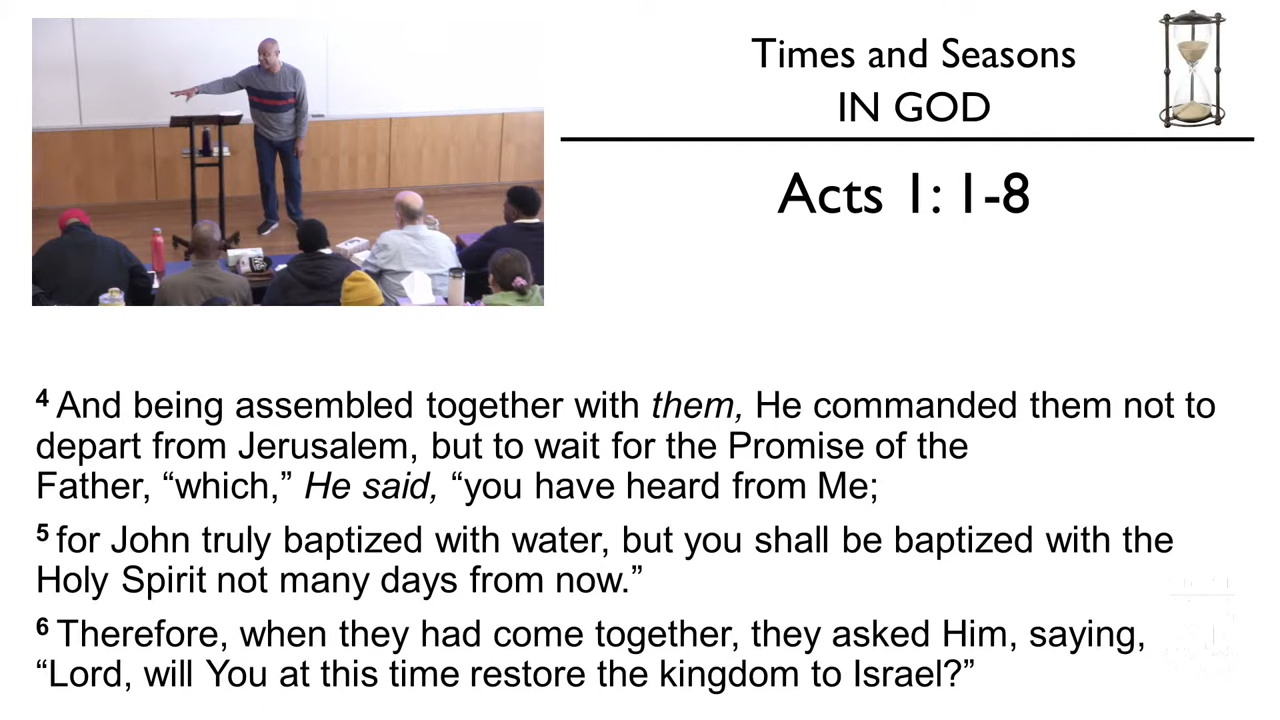 Times and Seasons
IN GOD
Acts 1: 1-8
4 And being assembled together with them, He commanded them not to
depart from Jerusalem, but to wait for the Promise of the
Father, “which,” He said, “you have heard from Me;
5 for John truly baptized with water, but you shall be baptized with the
Holy Spirit not many days from now.”
6 Therefore, when they had come together, they asked Him, saying,
“Lord, will You at this time restore the kingdom to Israel?”